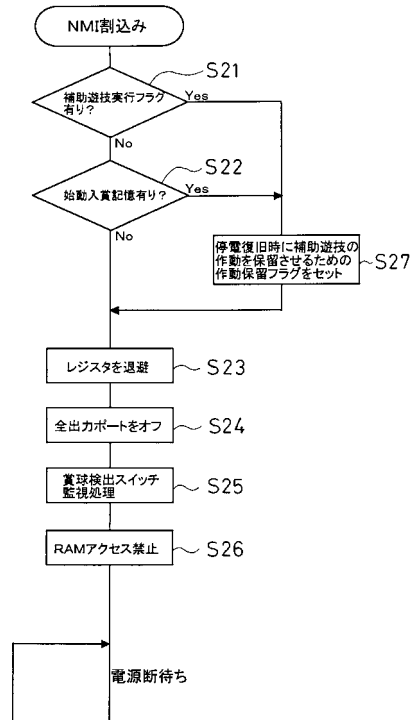 NMI割込み
S21
補助遊技実行フラグ
有り?
Yes
No
S22
始動入賞記憶有り?
Yes
No
停電復旧時に補助遊技の
作動を保留させるための
作動保留フラグをセット
S27
レジスタを退避
S23
全出力ポートをオフ
S24
賞球検出スイッチ
監視処理
S25
RAMアクセス禁止
S26
電源断待ち